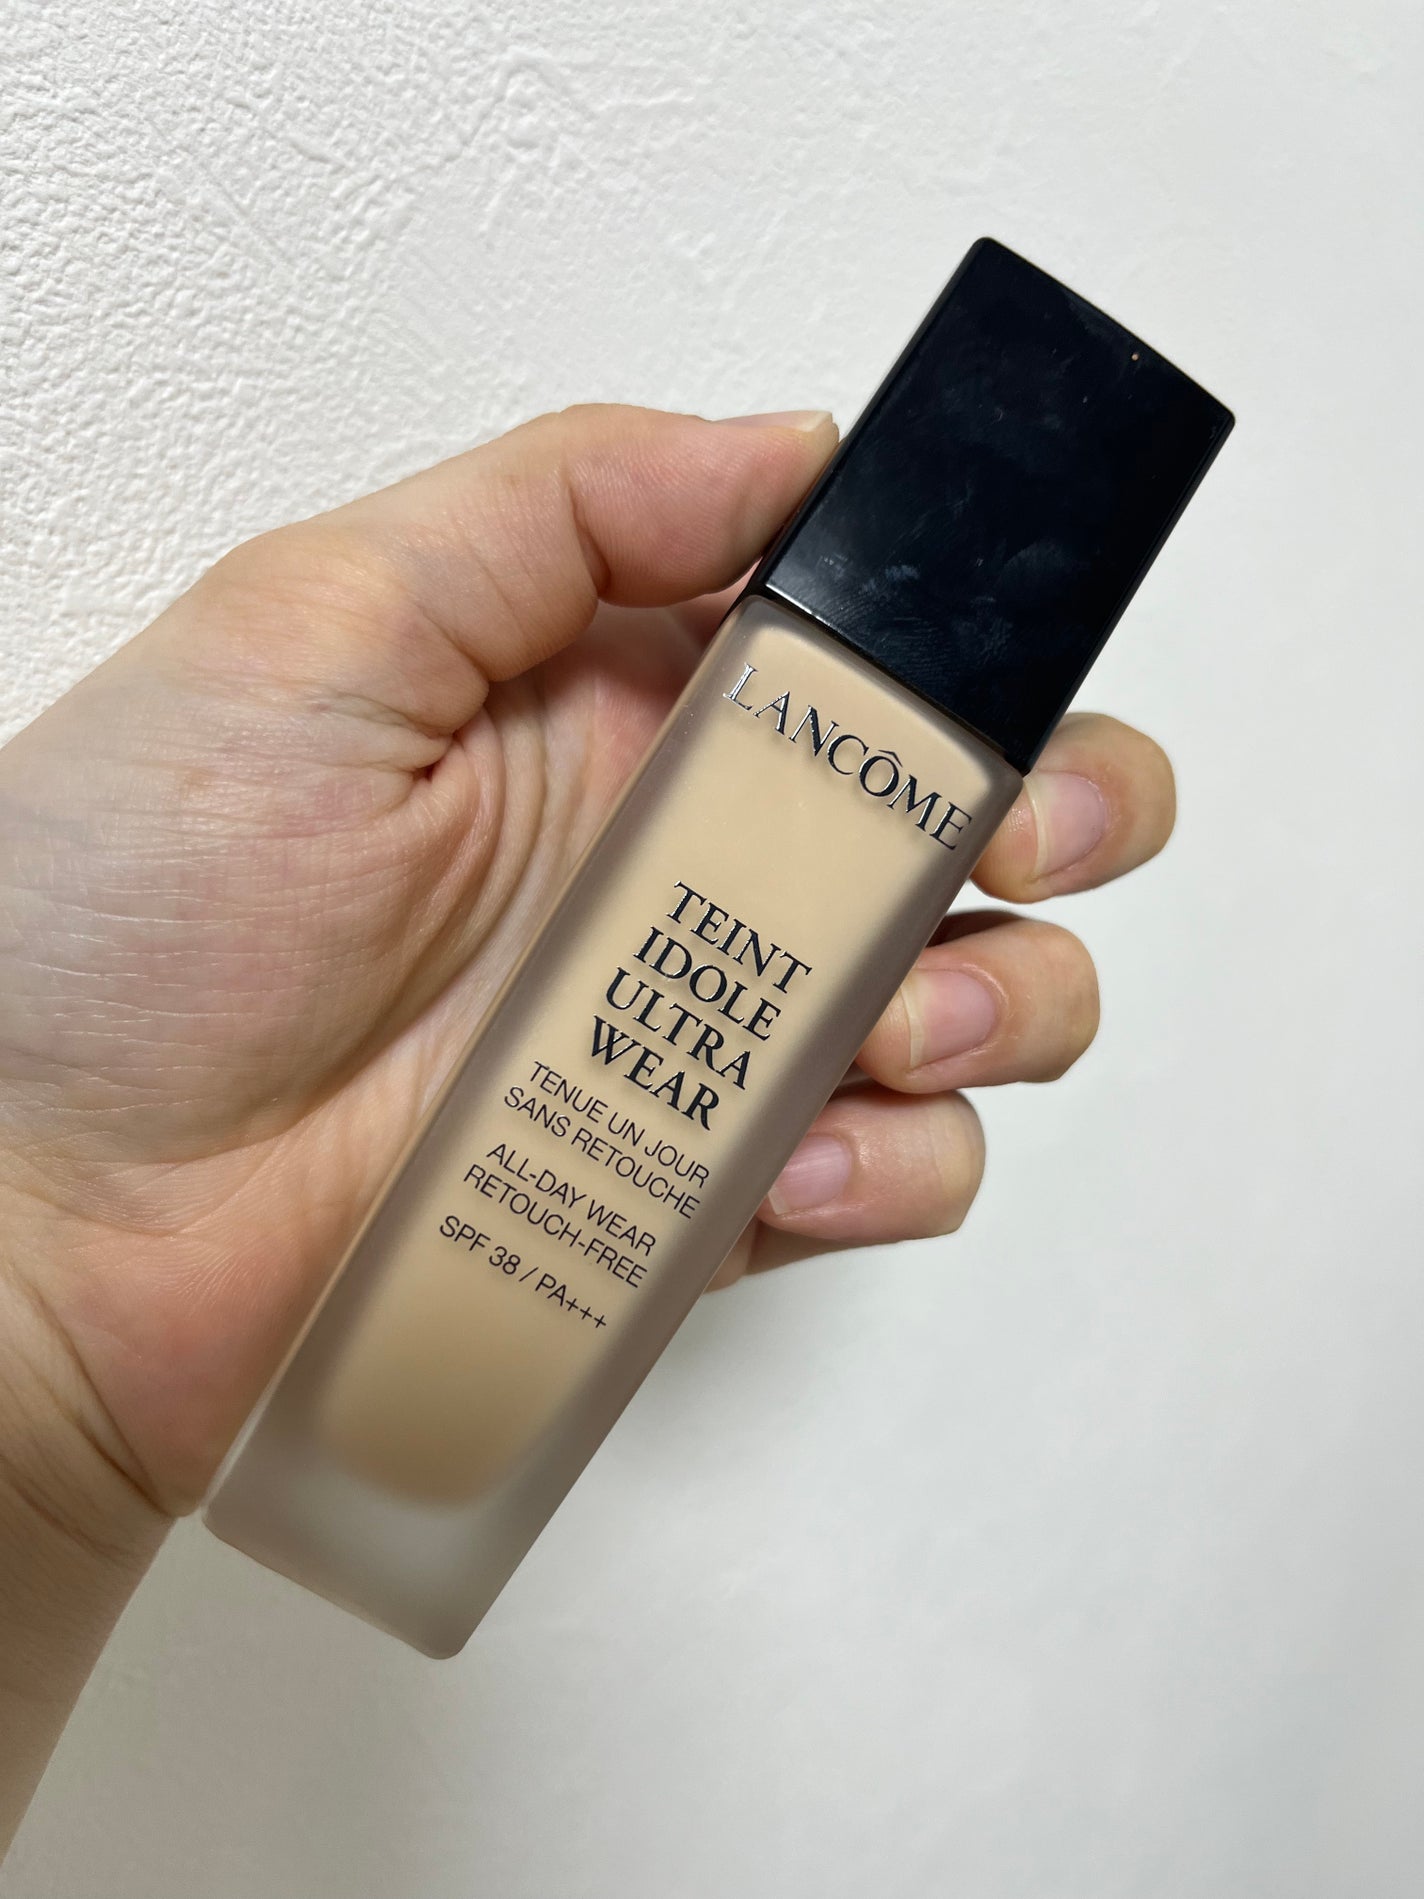 LANCÔME
TEINT
IDOLE
ULTRA
WEAR
TENUE UN JOUR
SANS RETOUCHE
ALL-DAY WEAR
RETOUCH-FREE
SPF 38 / PA+++